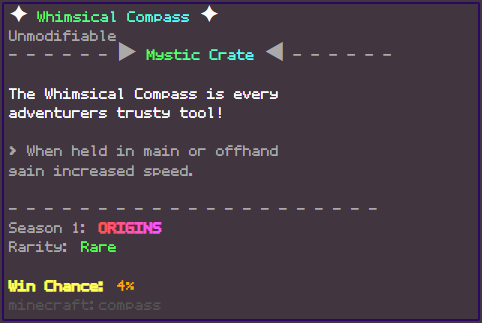 ✦ Whimsical Compass ✦
Unmodifiable
- - - - - - ▶ Mystic Crate ◀ - - - - - -
The Whimsical Compass is every
adventurers trusty tool!
> When held in main or offhand
gain increased speed.
- - - - - - - - - - - - - - - - - - - - - -
Season 1: ORIGINS
Rarity: Rare
Win Chance: 4%
minecraft:compass